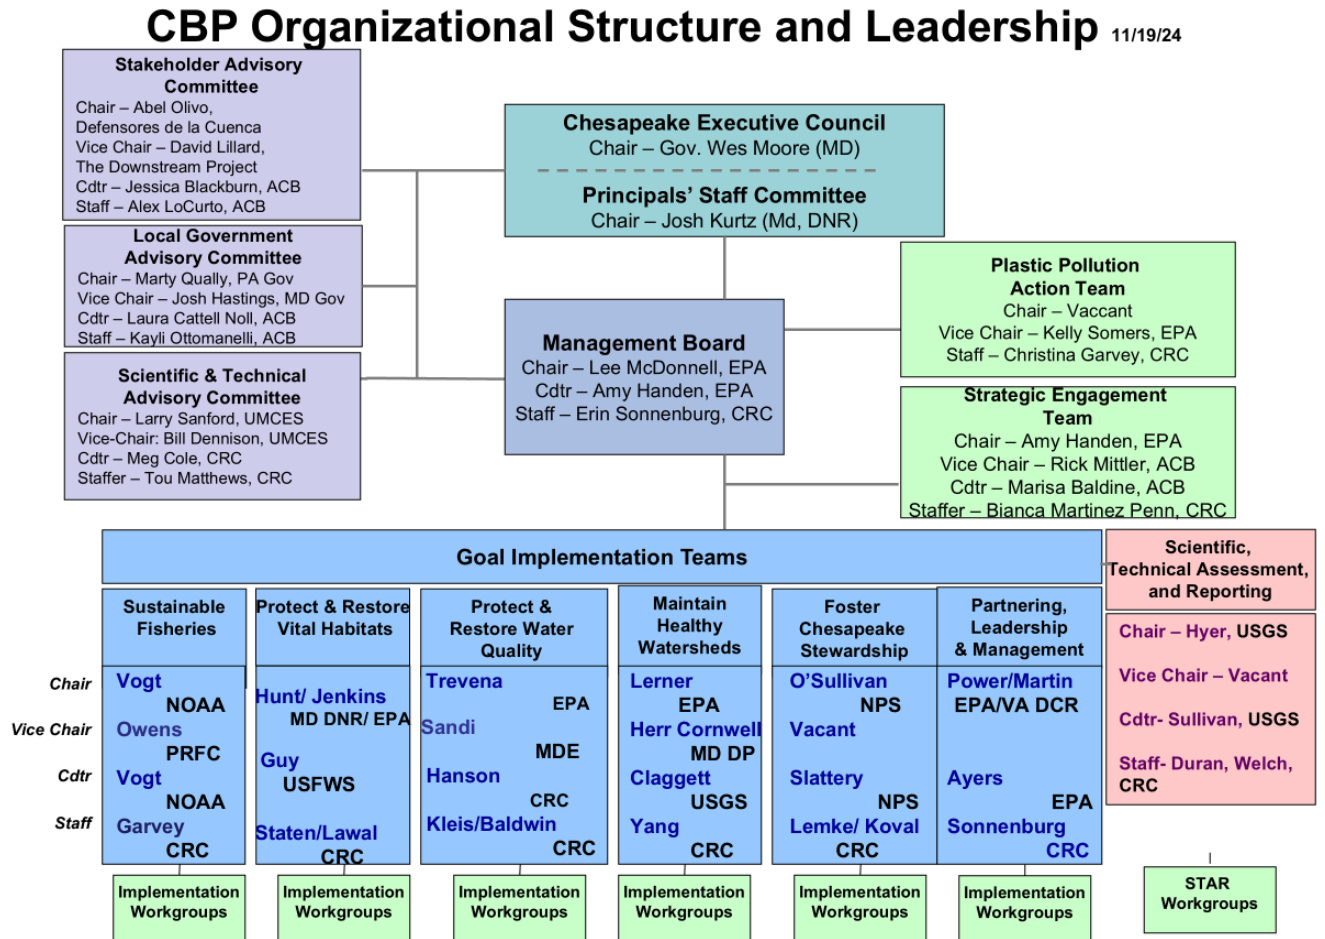 CBP Organizational Structure and Leadership 11/19/24
Stakeholder Advisory
Committee
Chair – Abel Olivo,
Defensores de la Cuenca
Vice Chair – David Lillard,
The Downstream Project
Cdtr – Jessica Blackburn, ACB
Staff – Alex LoCurto, ACB
Local Government
Advisory Committee
Chair – Marty Qually, PA Gov
Vice Chair – Josh Hastings, MD Gov
Cdtr – Laura Cattell Noll, ACB
Staff – Kayli Ottomanelli, ACB
Scientific & Technical
Advisory Committee
Chair – Larry Sanford, UMCES
Vice-Chair: Bill Dennison, UMCES
Cdtr – Meg Cole, CRC
Staffer – Tou Matthews, CRC
Chesapeake Executive Council
Chair – Gov. Wes Moore (MD)
Principals’ Staff Committee
Chair – Josh Kurtz (Md, DNR)
Management Board
Chair – Lee McDonnell, EPA
Cdtr – Amy Handen, EPA
Staff – Erin Sonnenburg, CRC
Plastic Pollution
Action Team
Chair – Vaccant
Vice Chair – Kelly Somers, EPA
Staff – Christina Garvey, CRC
Strategic Engagement
Team
Chair – Amy Handen, EPA
Vice Chair – Rick Mittler, ACB
Cdtr – Marisa Baldine, ACB
Staffer – Bianca Martinez Penn, CRC
Goal Implementation Teams
Chair
Vice Chair
Cdtr
Staff
Sustainable
Fisheries
Vogt
NOAA
Owens
PRFC
Vogt
NOAA
Garvey
CRC
Implementation
Workgroups
Protect & Restore
Vital Habitats
Hunt/ Jenkins
MD DNR/ EPA
Guy
USFWS
Staten/Lawal
CRC
Implementation
Workgroups
Protect &
Restore Water
Quality
Trevena
EPA
Sandi
MDE
Hanson
CRC
Kleis/Baldwin
CRC
Implementation
Workgroups
Maintain
Healthy
Watersheds
Lerner
EPA
Herr Cornwell
MD DP
Claggett
USGS
Yang
CRC
Implementation
Workgroups
Foster
Chesapeake
Stewardship
O’Sullivan
NPS
Vacant
Slattery
NPS
Lemke/ Koval
CRC
Implementation
Workgroups
Partnering,
Leadership
& Management
Power/Martin
EPA/VA DCR
Ayers
EPA
Sonnenburg
CRC
Implementation
Workgroups
Scientific,
Technical Assessment,
and Reporting
Chair – Hyer, USGS
Vice Chair – Vacant
Cdtr- Sullivan, USGS
Staff- Duran, Welch,
CRC
STAR
Workgroups